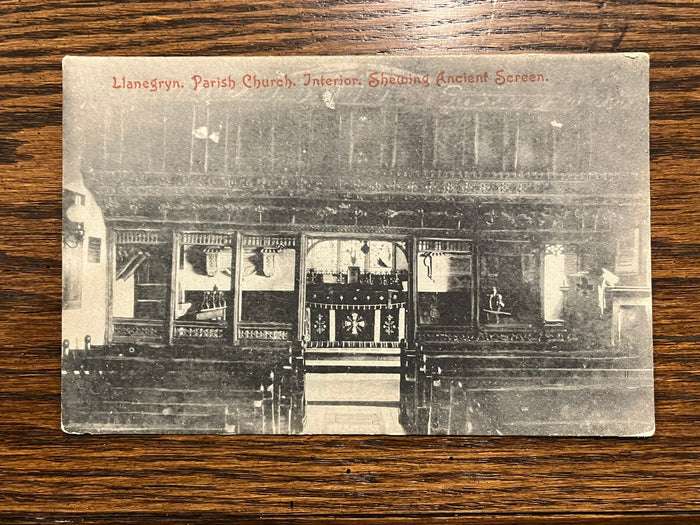 Llanegryn. Parish Church. Interior. Shewing Ancient Screen.